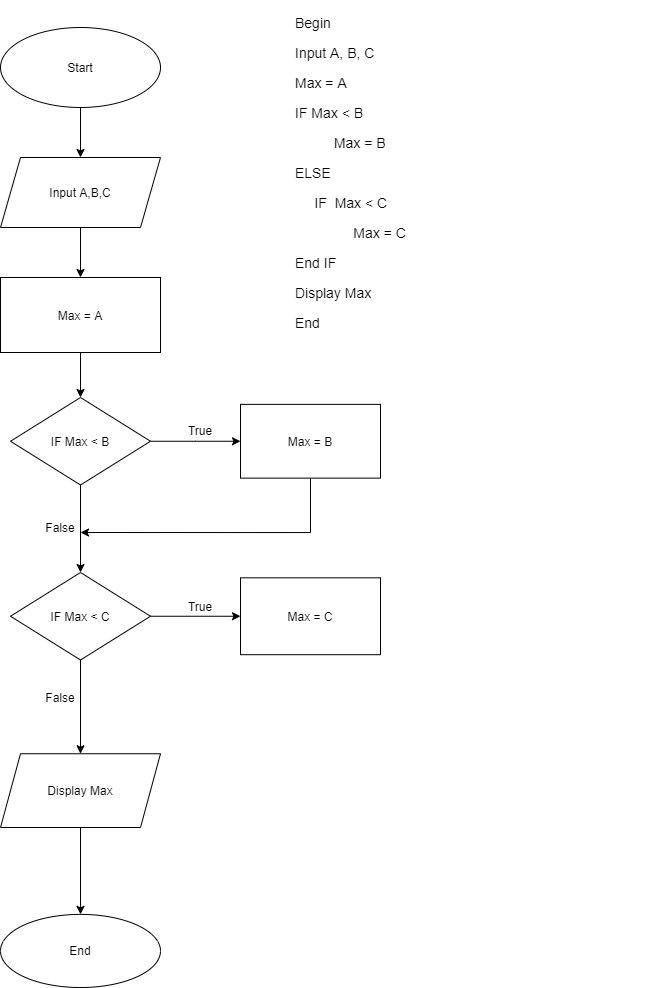 Start
Input A,B,C
Max = A
IF Max < B
True
Max = B
False
IF Max < C
True
Max = C
False
Display Max
End
Begin
Input A, B, C
Max = A
IF Max < B
Max = B
ELSE
IF  Max < C
Max = C
End IF
Display Max
End